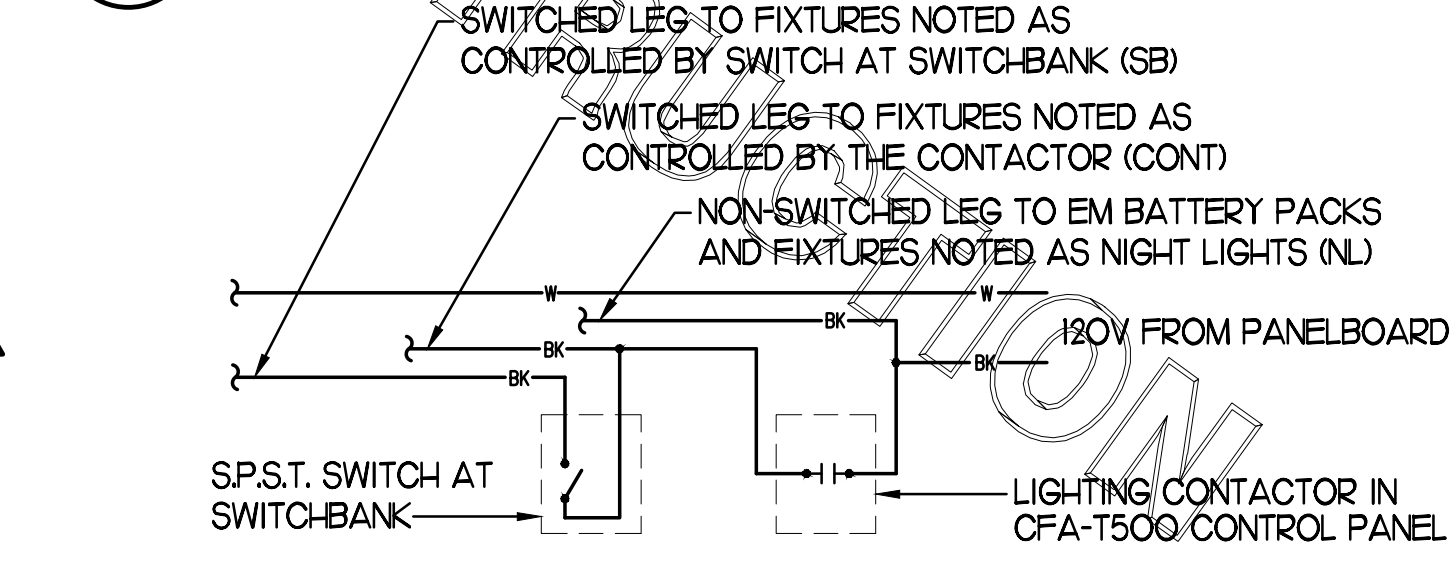 SWITCHED LEG TO FIXTURES NOTED AS
CONTROLLED BY SWITCH AT SWITCHBANK (SB)
SWITCHED LEG TO FIXTURES NOTED AS
CONTROLLED BY THE CONTACTOR (CONT)
NON-SWITCHED LEG TO EM BATTERY PACKS
AND FIXTURES NOTED AS NIGHT LIGHTS (NL)
W
W
BK
120V FROM PANELBOARD
BK
BK
BK
S.P.S.T. SWITCH AT
SWITCHBANK
LIGHTING CONTACTOR IN
CFA-T500 CONTROL PANEL